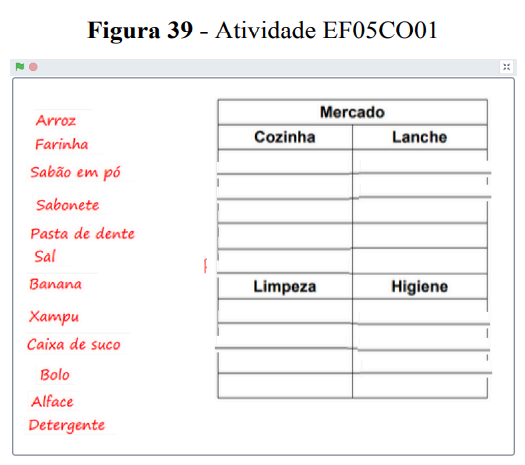 Figura 39 - Atividade EF05CO01
Arroz
Farinha
Sabão em pó
Sabonete
Pasta de dente
Sal
Banana
Xampu
Caixa de suco
Bolo
Alface
Detergente
Mercado
Cozinha Lanche
Limpeza Higiene